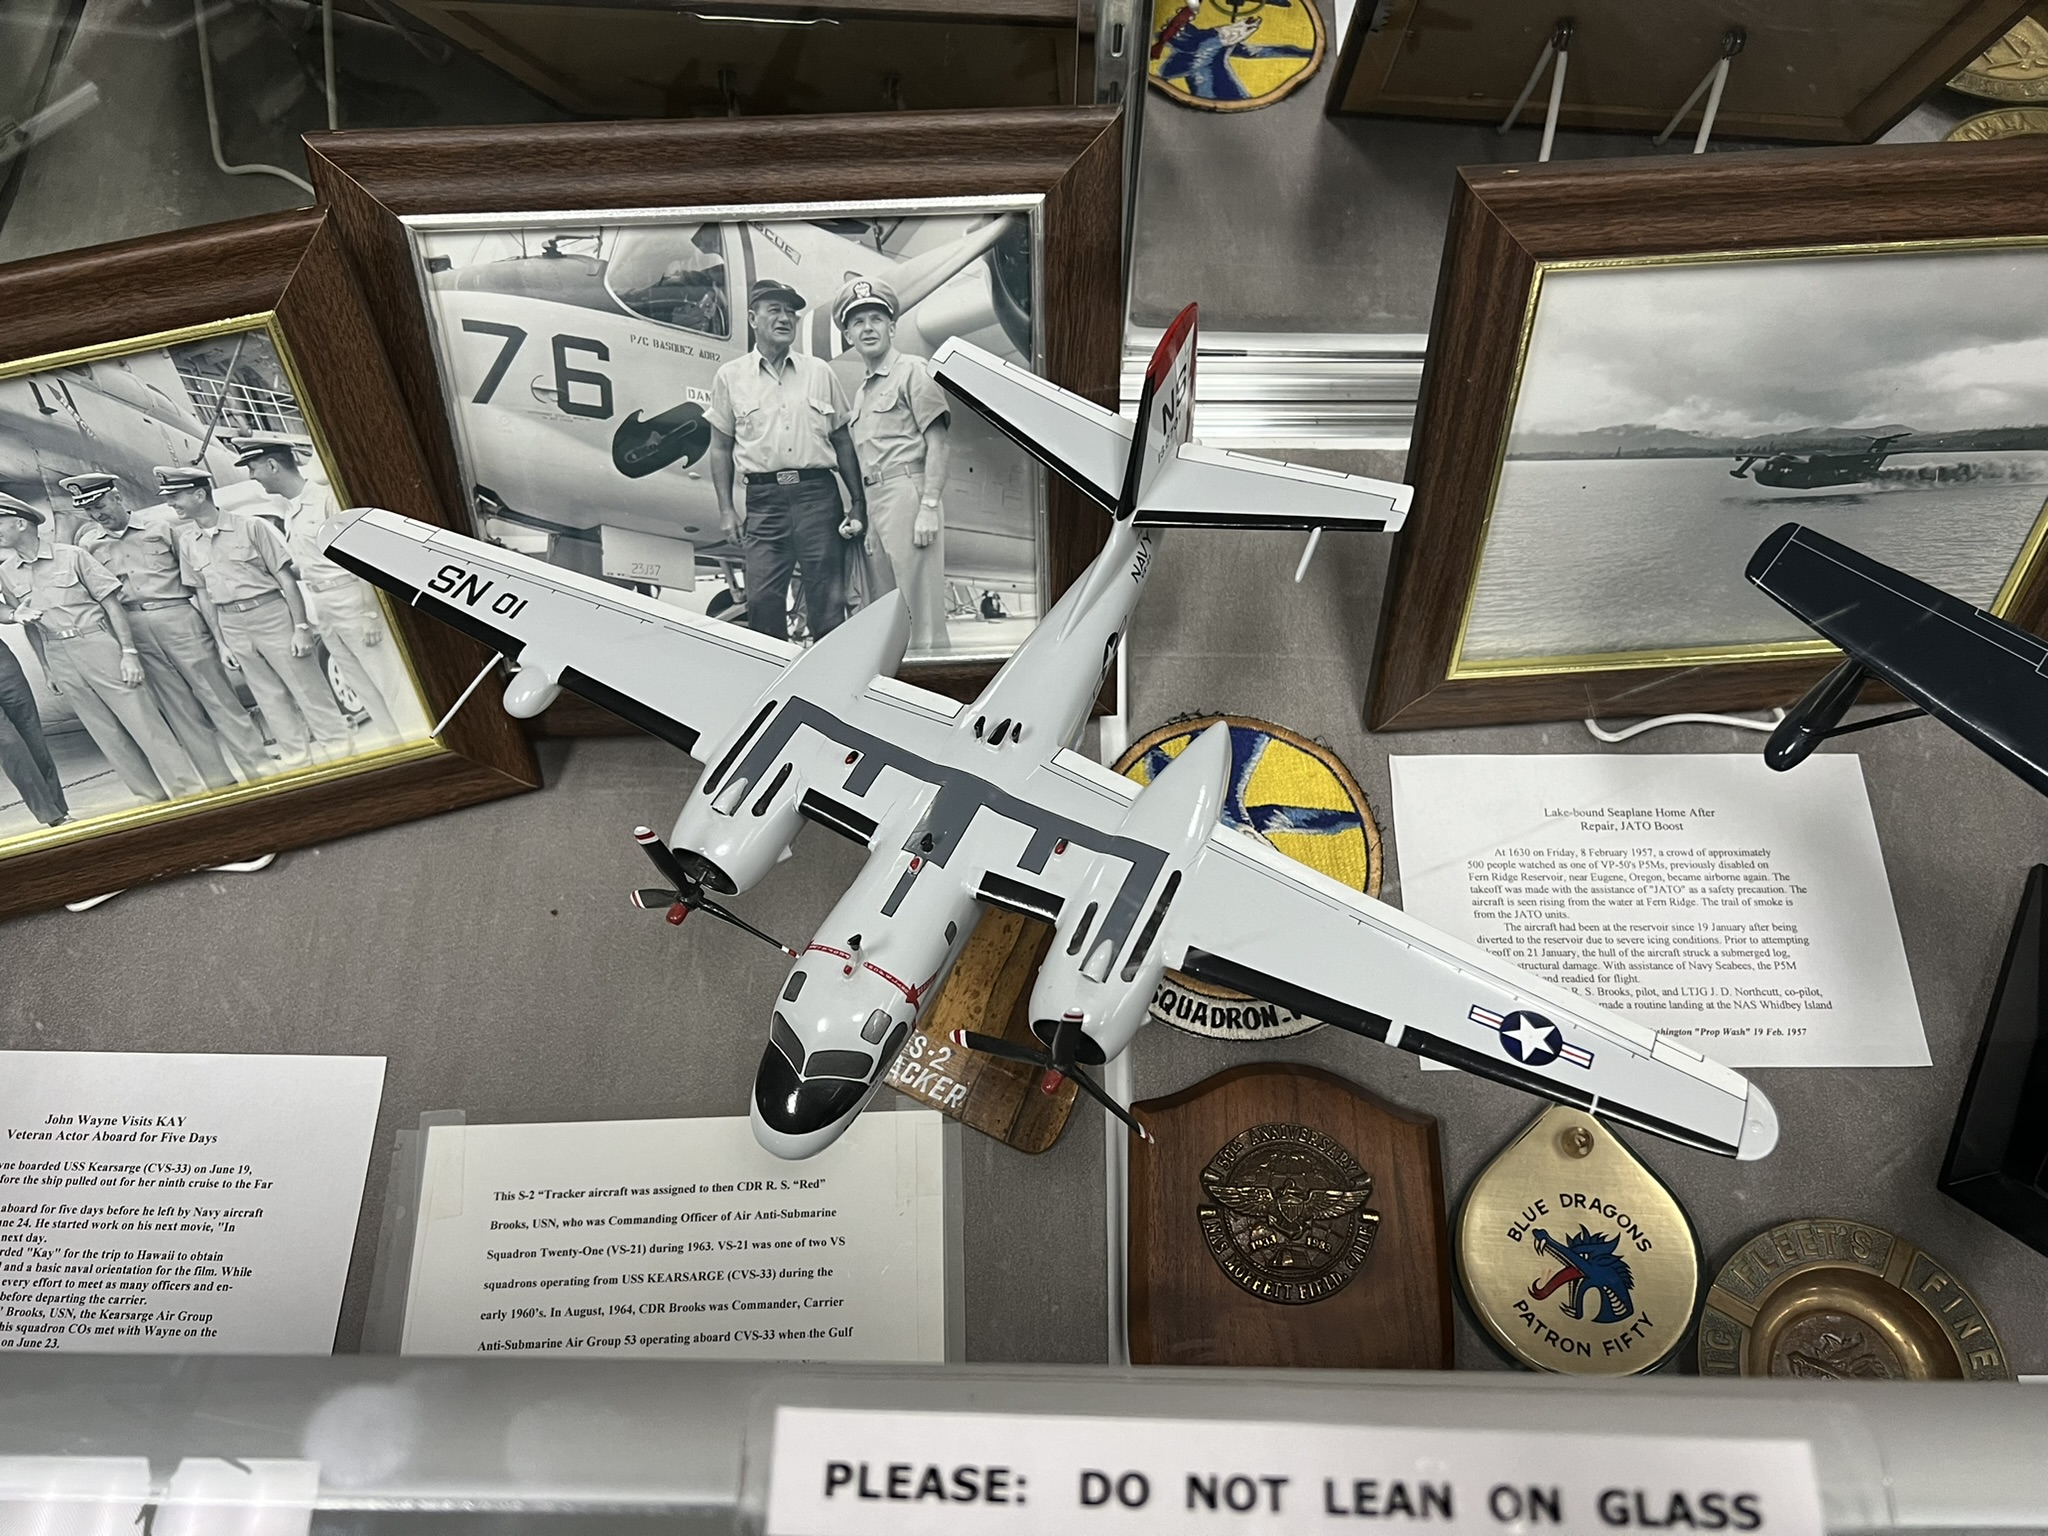 76
P/C BASQUEZ ADR2
23J37
NS
NAVY
NS 01
S-2
SQUADRON
Lake-bound Seaplane Home After
Repair, JATO Boost
At 1630 on Friday, 8 February 1957, a crowd of approximately
500 people watched as one of VP-50's P5Ms, previously disabled on
Fern Ridge Reservoir, near Eugene, Oregon, became airborne again. The
takeoff was made with the assistance of "JATO" as a safety precaution. The
aircraft is seen rising from the water at Fern Ridge. The trail of smoke is
from the JATO units.
The aircraft had been at the reservoir since 19 January after being
diverted to the reservoir due to severe icing conditions. Prior to attempting
on 21 January, the hull of the aircraft struck a submerged log,
structural damage. With assistance of Navy Seabees, the P5M
and readied for flight.
R. S. Brooks, pilot, and LTJG J. D. Northcutt, co-pilot,
made a routine landing at the NAS Whidbey Island
"Prop Wash" 19 Feb. 1957
John Wayne Visits KAY
Veteran Actor Aboard for Five Days
boarded USS Kearsarge (CVS-33) on June 19,
the ship pulled out for her ninth cruise to the Far
aboard for five days before he left by Navy aircraft
24. He started work on his next movie, "In
next day.
"Kay" for the trip to Hawaii to obtain
and a basic naval orientation for the film. While
every effort to meet as many officers and en-
before departing the carrier.
Brooks, USN, the Kearsarge Air Group
his squadron COs met with Wayne on the
on June 23.
This S-2 “Tracker aircraft was assigned to then CDR R. S. “Red”
Brooks, USN, who was Commanding Officer of Air Anti-Submarine
Squadron Twenty-One (VS-21) during 1963. VS-21 was one of two VS
squadrons operating from USS KEARSARGE (CVS-33) during the
early 1960’s. In August, 1964, CDR Brooks was Commander, Carrier
Anti-Submarine Air Group 53 operating aboard CVS-33 when the Gulf
50th ANNIVERSARY
1933 1983
NAS MOFFETT FIELD, CALIF
BLUE DRAGONS
PATRON FIFTY
FLEET'S
FINE
PLEASE: DO NOT LEAN ON GLASS